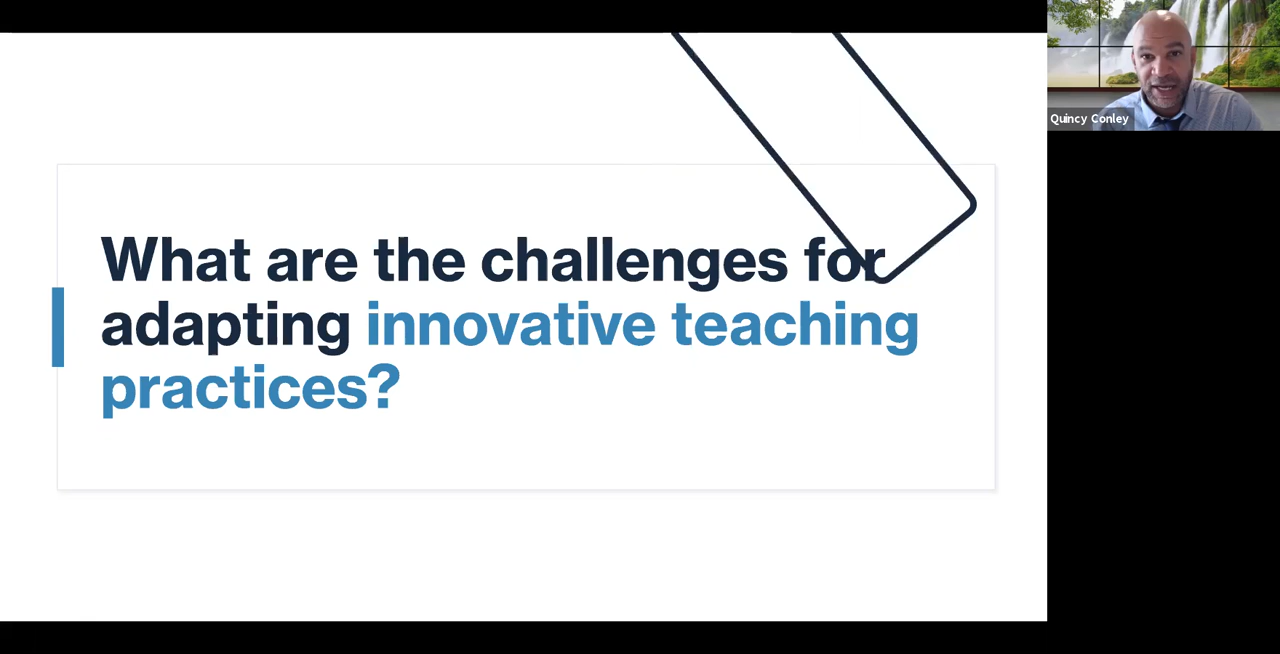 What are the challenges for
adapting innovative teaching
practices?
Quincy Conley